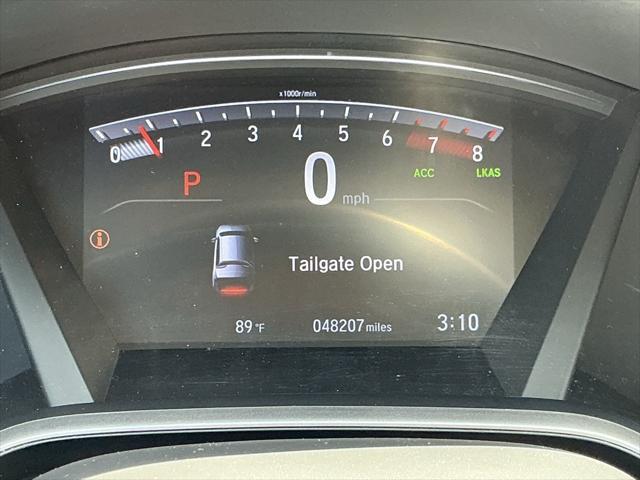 x1000r/min
0 1 2 3 4 5 6 7 8
P 0 mph ACC LKAS
Tailgate Open
89 °F 048207 miles 3:10